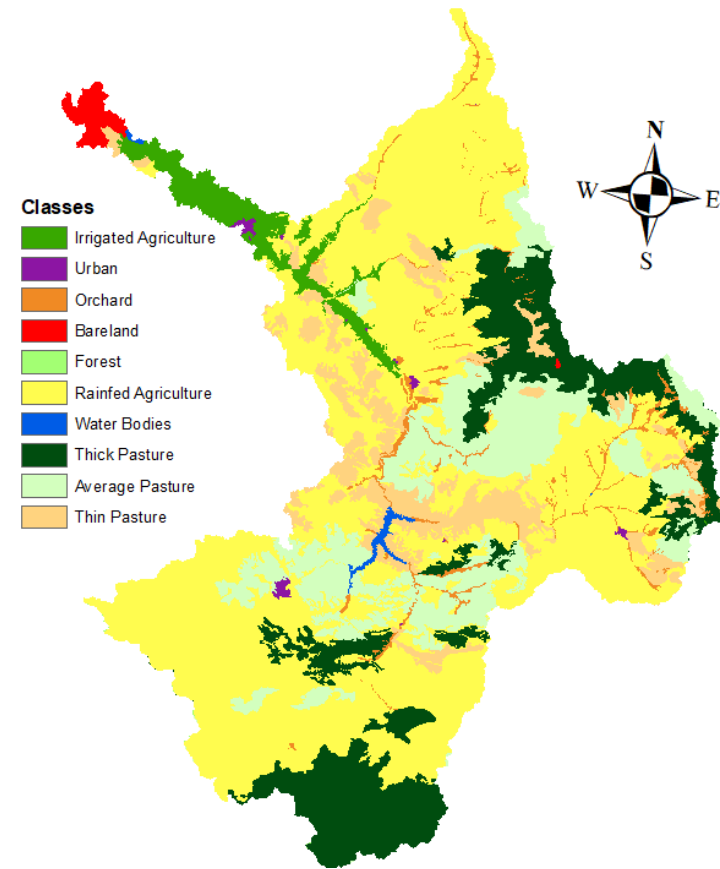 N
W
E
S
Classes
Irrigated Agriculture
Urban
Orchard
Bareland
Forest
Rainfed Agriculture
Water Bodies
Thick Pasture
Average Pasture
Thin Pasture